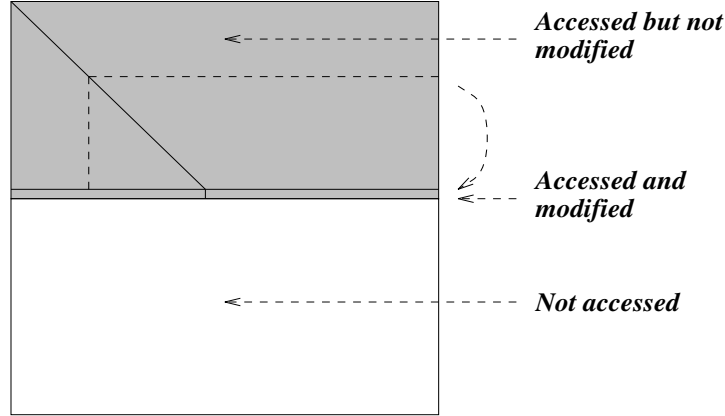 Accessed but not
modified
Accessed and
modified
Not accessed